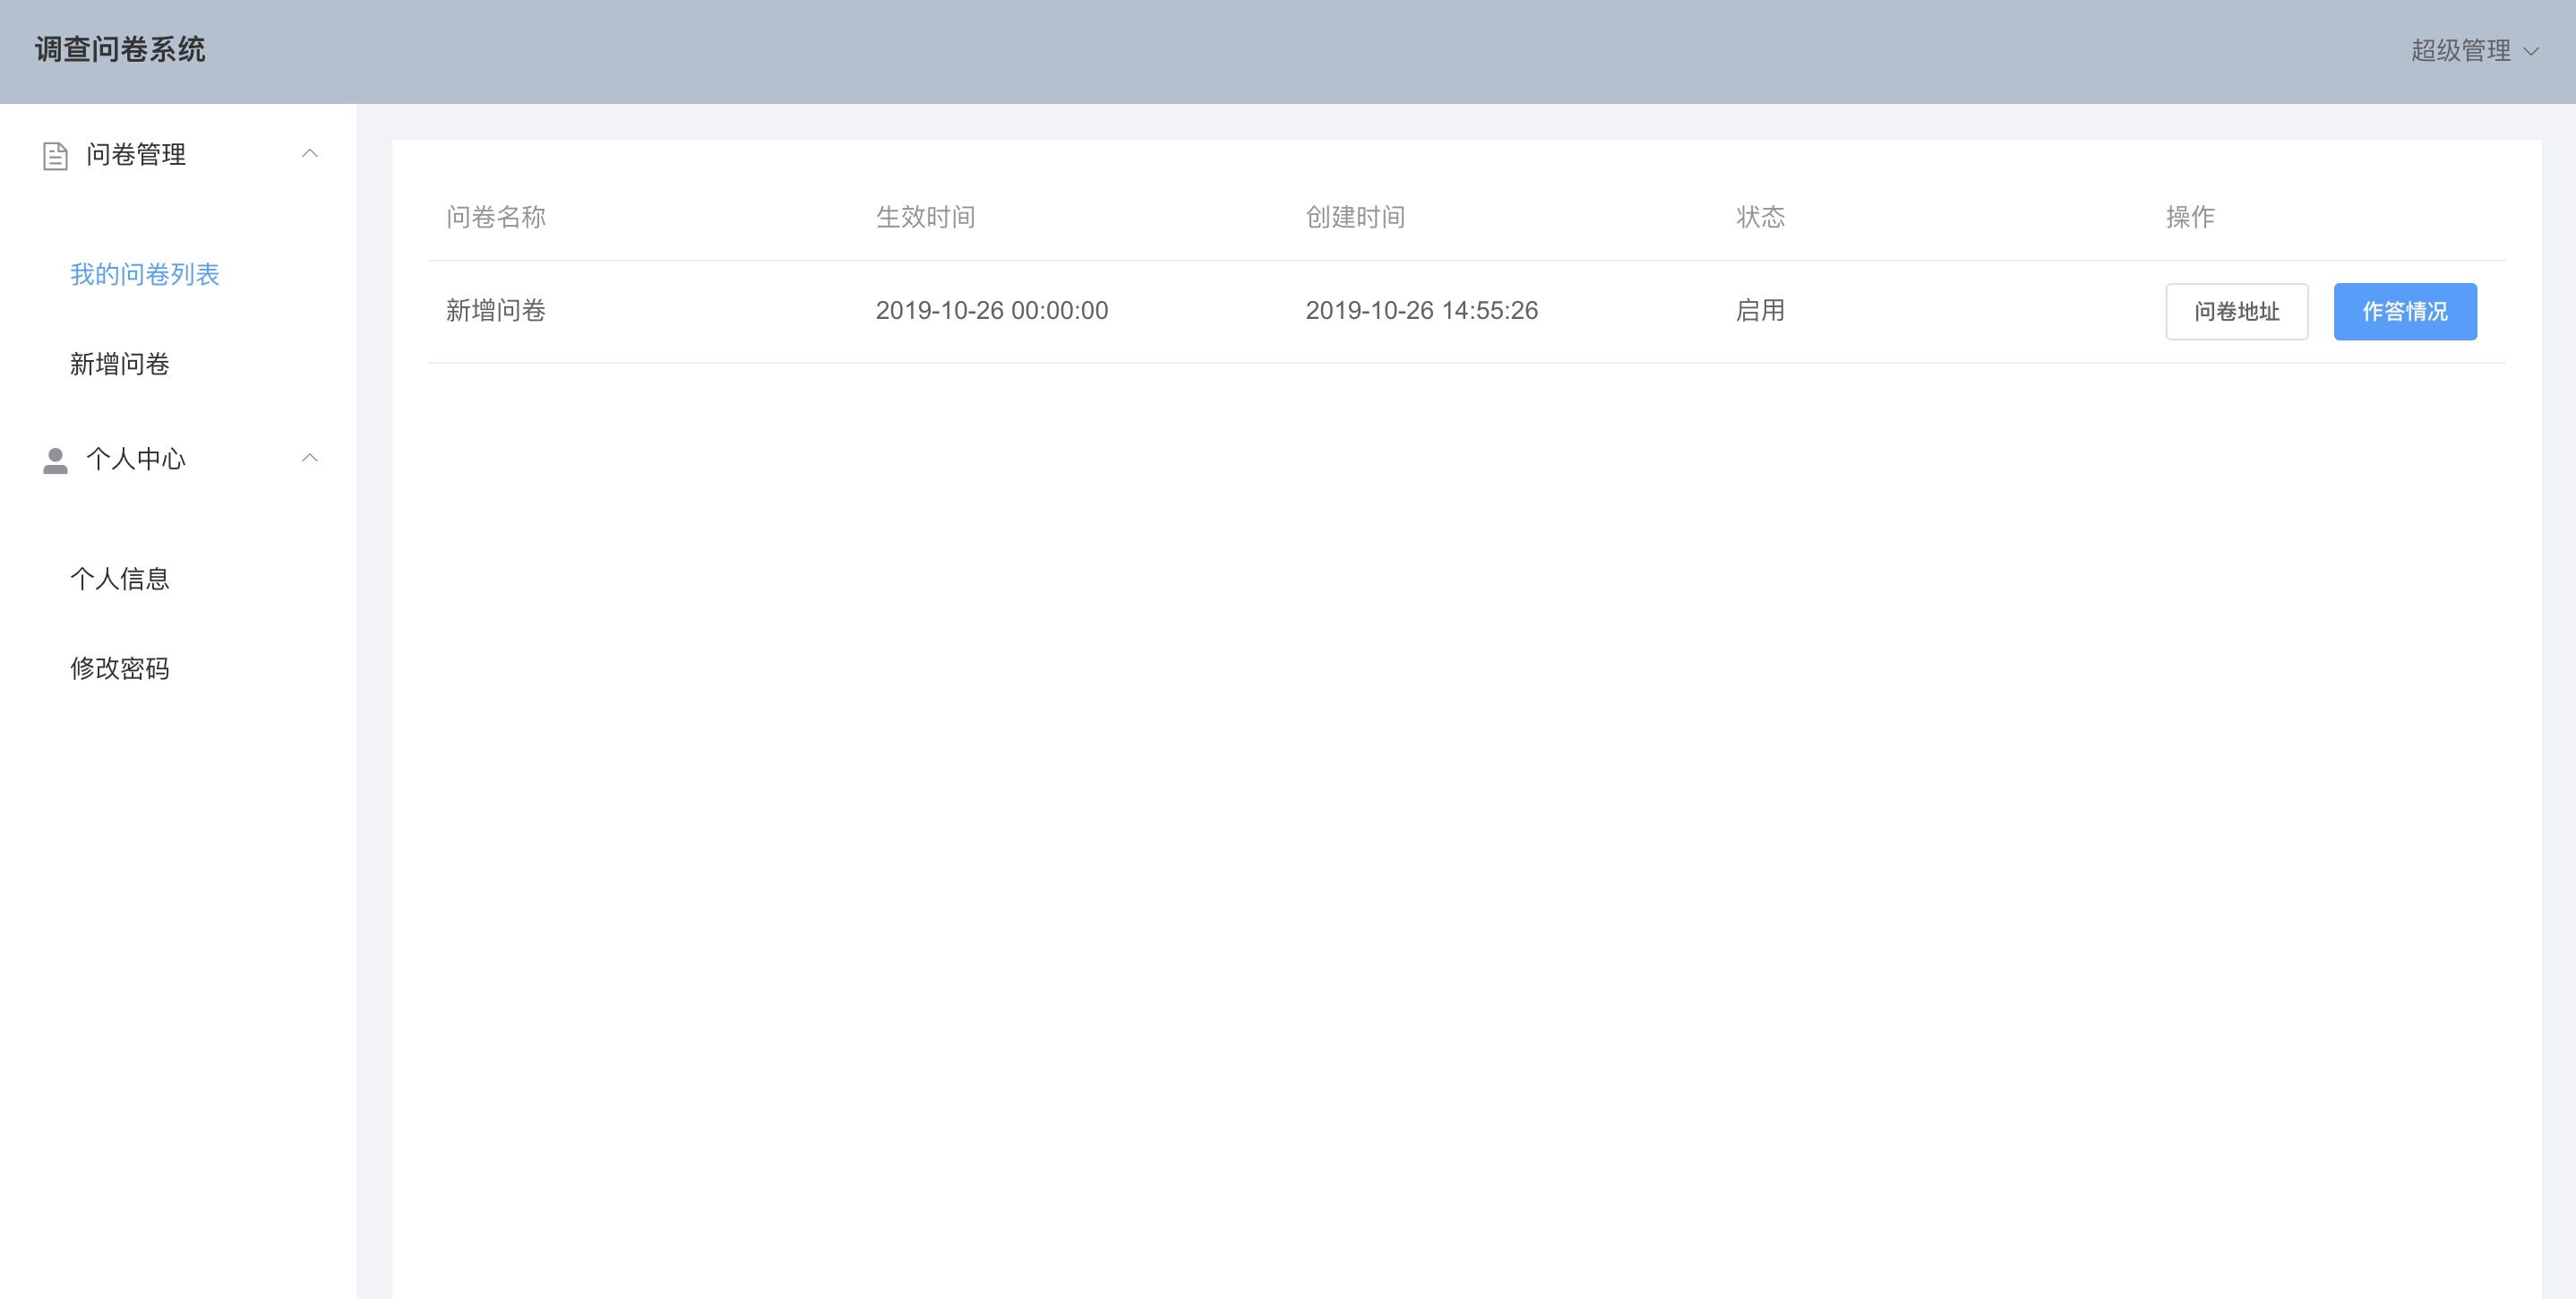 调查问卷系统
超级管理
问卷管理
我的问卷列表
新增问卷
个人中心
个人信息
修改密码
问卷名称 生效时间 创建时间 状态 操作
新增问卷 2019-10-26 00:00:00 2019-10-26 14:55:26 启用 问卷地址 作答情况